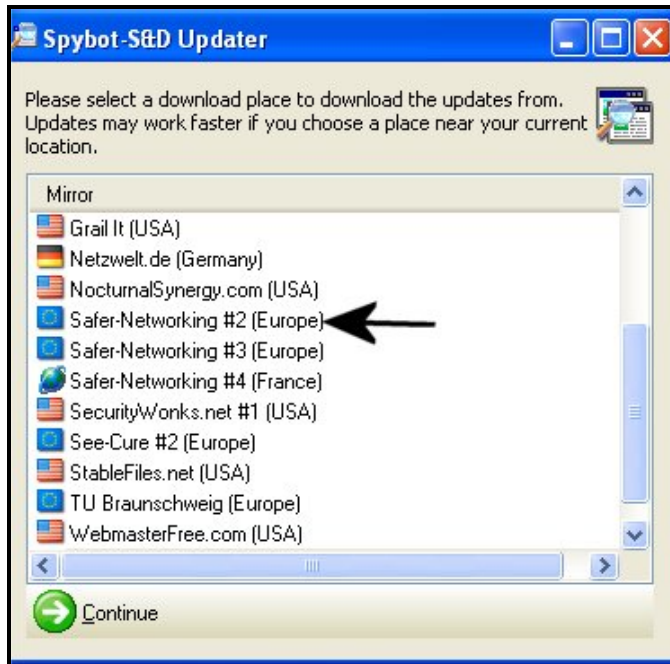 Spybot-S&D Updater
Please select a download place to download the updates from.
Updates may work faster if you choose a place near your current
location.
Mirror
Grail It (USA)
Netzwelt.de (Germany)
NocturnalSynergy.com (USA)
Safer-Networking #2 (Europe)
Safer-Networking #3 (Europe)
Safer-Networking #4 (France)
SecurityWonks.net #1 (USA)
See-Cure #2 (Europe)
StableFiles.net (USA)
TU Braunschweig (Europe)
WebmasterFree.com (USA)
Continue